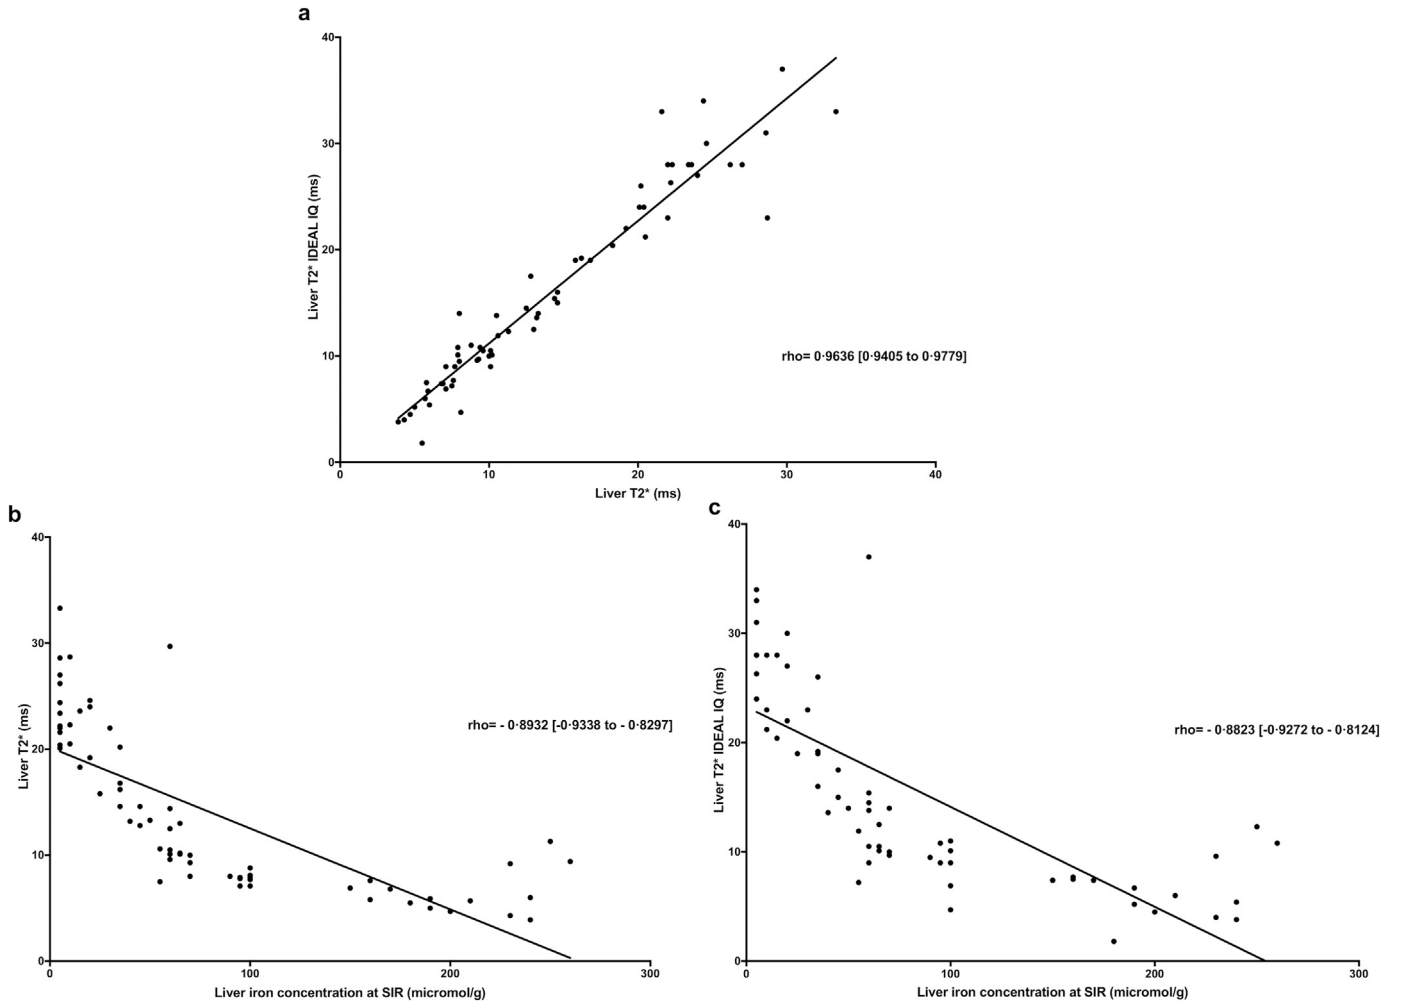 a
40
30
20
10
0
Liver T2* IDEAL IQ (ms)
rho= 0·9636 [0·9405 to 0·9779]
0 10 20 30 40
Liver T2* (ms)
b
40
30
20
10
0
Liver T2* (ms)
rho= - 0·8932 [-0·9338 to - 0·8297]
0 100 200 300
Liver iron concentration at SIR (micromol/g)
c
40
30
20
10
0
Liver T2* IDEAL IQ (ms)
rho= - 0·8823 [-0·9272 to - 0·8124]
0 100 200 300
Liver iron concentration at SIR (micromol/g)